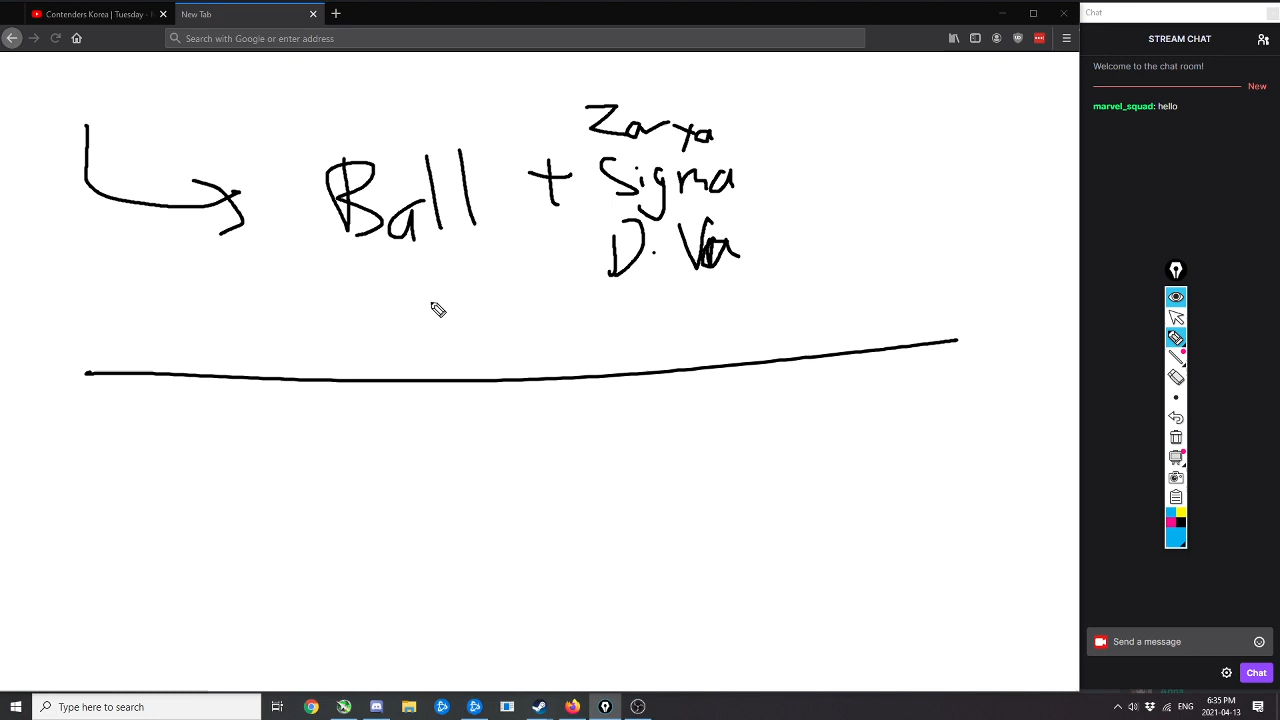 Contenders Korea | Tuesday -
New Tab
Chat
Search with Google or enter address
STREAM CHAT
Welcome to the chat room!
New
marvel_squad: hello
Zarya
Ball + Sigma
D.Va
Send a message
Chat
Type here to search
6:35 PM
2021-04-13